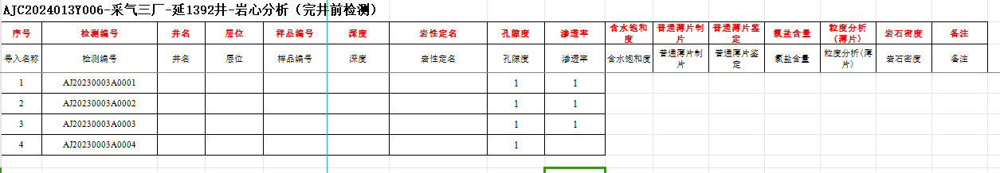 AJC2024013Y006-采气三厂-延1392井-岩心分析（完井前检测）
序号 检测编号 井名 层位 样品编号 深度 岩性定名 孔隙度 渗透率 含水饱和度 普通薄片制片 普通薄片鉴定 氯盐含量 粒度分析(薄片) 岩石密度 备注
导入名称 检测编号 井名 层位 样品编号 深度 岩性定名 孔隙度 渗透率 含水饱和度 普通薄片制片 普通薄片鉴定 氯盐含量 粒度分析(薄片) 岩石密度 备注
1 AJ20230003A0001 1 1
2 AJ20230003A0002 1 1
3 AJ20230003A0003 1 1
4 AJ20230003A0004 1